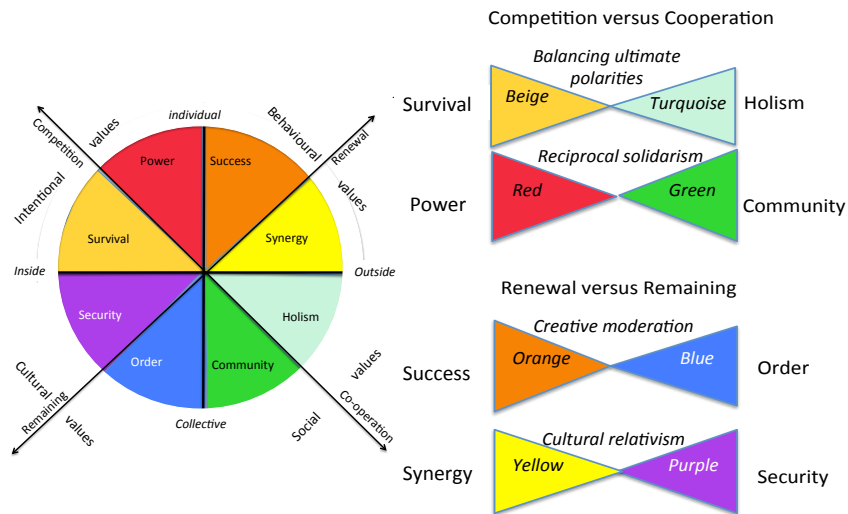 individual
Competition
values
Behavioural
Renewal
values
Intentional
Power
Success
Survival
Synergy
Inside
Outside
Security
Holism
Order
Community
Cultural
Remaining
values
Collective
Social
values
Co-operation
Competition versus Cooperation
Balancing ultimate
polarities
Survival
Beige
Turquoise
Holism
Reciprocal solidarism
Power
Red
Green
Community
Renewal versus Remaining
Creative moderation
Success
Orange
Blue
Order
Cultural relativism
Synergy
Yellow
Purple
Security